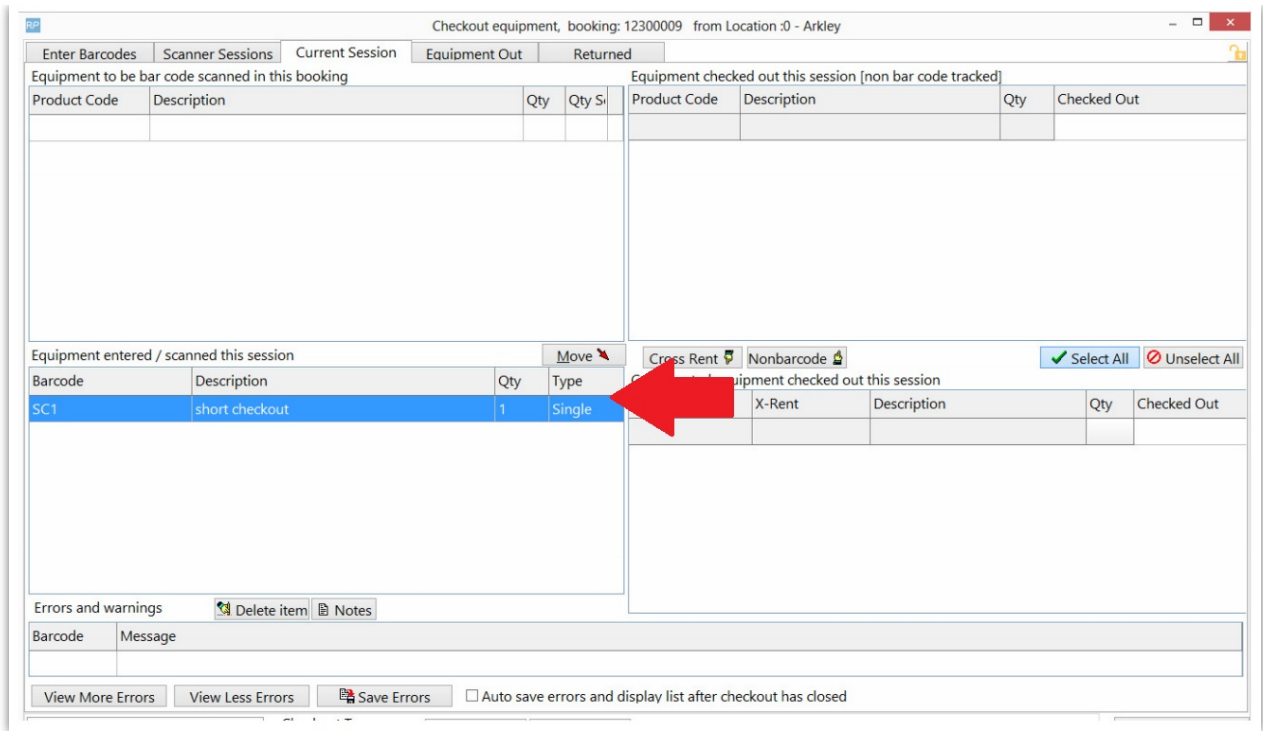 RP Checkout equipment, booking: 12300009 from Location :0 - Arkley
Enter Barcodes Scanner Sessions Current Session Equipment Out Returned
Equipment to be bar code scanned in this booking
Product Code Description Qty Qty S
Equipment checked out this session [non bar code tracked]
Product Code Description Qty Checked Out
Equipment entered / scanned this session Move
Cross Rent Nonbarcode Select All Unselect All
Barcode Description Qty Type
SC1 short checkout 1 Single
equipment checked out this session
X-Rent Description Qty Checked Out
Errors and warnings Delete item Notes
Barcode Message
View More Errors View Less Errors Save Errors Auto save errors and display list after checkout has closed